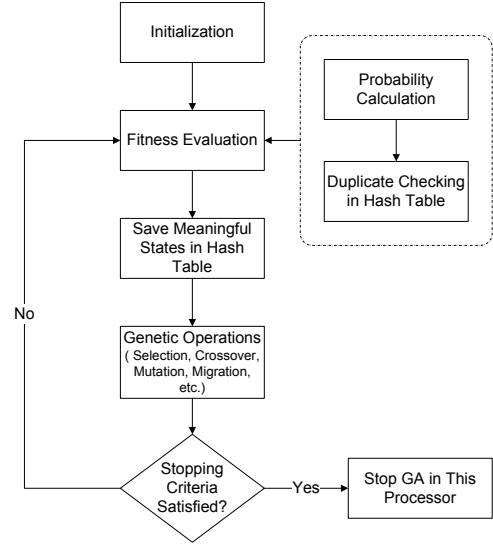 Initialization
Probability
Calculation
Fitness Evaluation
Duplicate Checking
in Hash Table
Save Meaningful
States in Hash
Table
No
Genetic Operations
( Selection, Crossover,
Mutation, Migration,
etc.)
Stopping
Criteria
Satisfied?
Yes
Stop GA in This
Processor